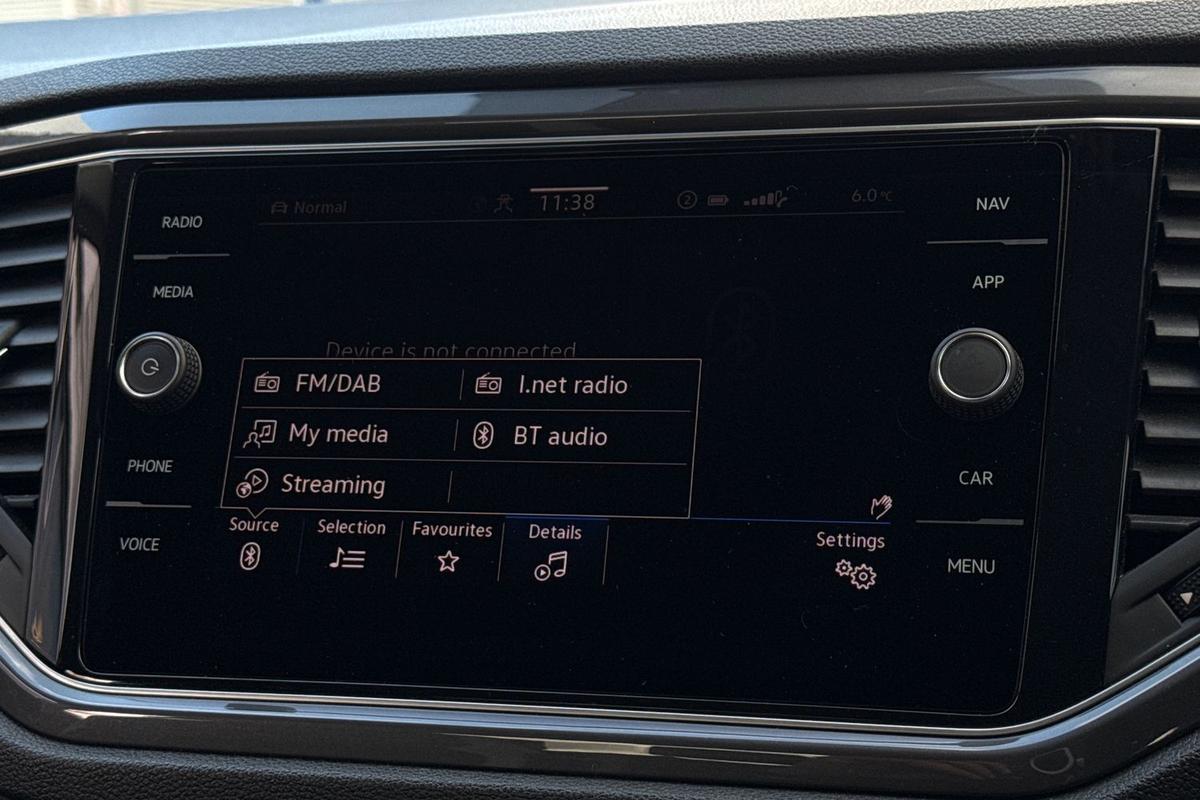 Normal 11:38 2 6.0 °C
RADIO
MEDIA
PHONE
VOICE
Device is not connected
FM/DAB I.net radio
My media BT audio
Streaming
Source Selection Favourites Details Settings
NAV
APP
CAR
MENU